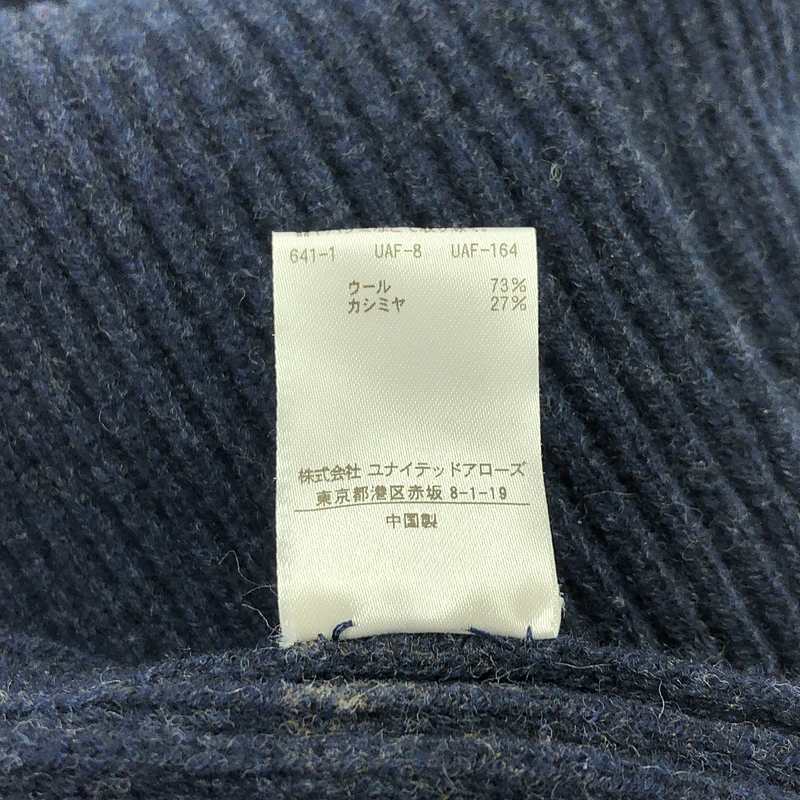 641-1 UAF-8 UAF-164
ウール 73%
カシミヤ 27%
株式会社 ユナイテッドアローズ
東京都港区赤坂 8-1-19
中国製